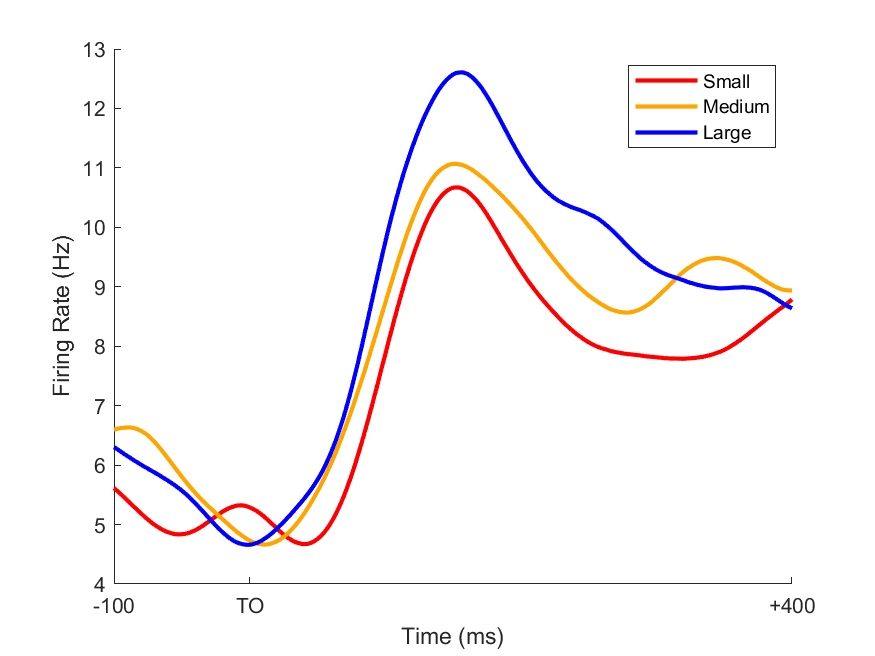 13
12
11
10
9
8
7
6
5
4
Firing Rate (Hz)
Small
Medium
Large
-100
TO
+400
Time (ms)